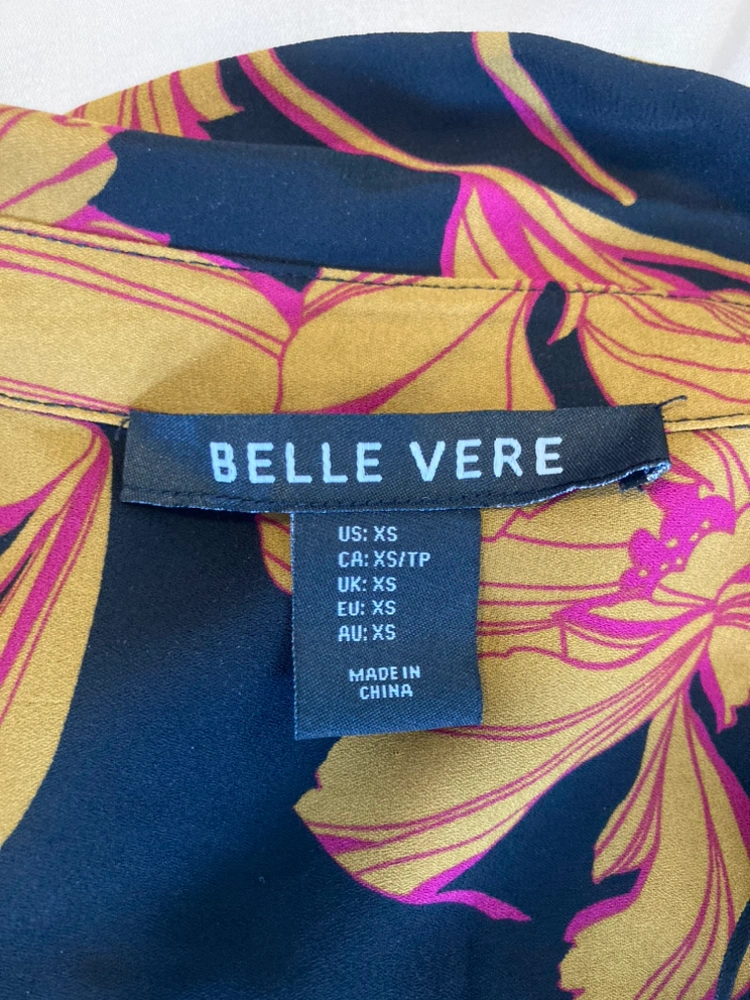 BELLE VERE
US: XS
CA: XS/TP
UK: XS
EU: XS
AU: XS
MADE IN
CHINA